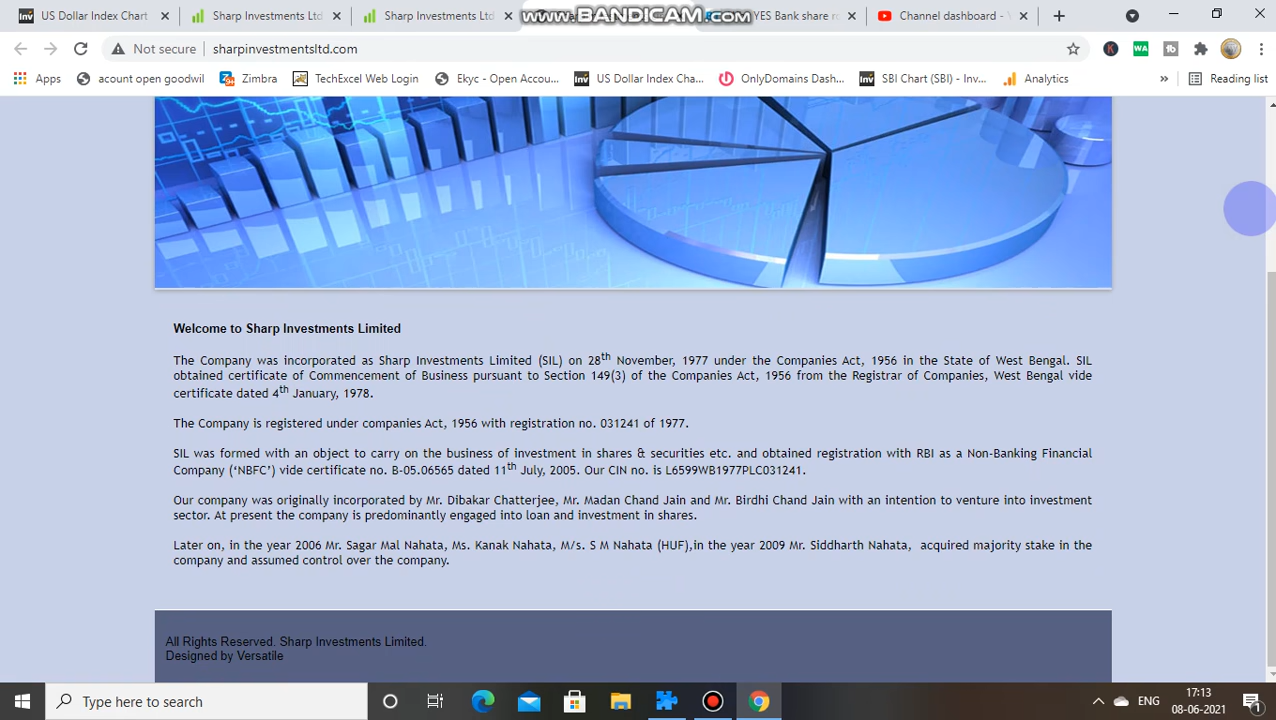 US Dollar Index Chart
Sharp Investments Ltd
Sharp Investments Ltd
www.BANDICAM.com
YES Bank share
Channel dashboard - Y
Not secure
sharpinvestmentsltd.com
Apps
acount open goodwil
Zimbra
TechExcel Web Login
Ekyc - Open Accou...
US Dollar Index Cha...
OnlyDomains Dash...
SBI Chart (SBI) - Inv...
Analytics
»
Reading list
Welcome to Sharp Investments Limited
The Company was incorporated as Sharp Investments Limited (SIL) on 28th November, 1977 under the Companies Act, 1956 in the State of West Bengal. SIL
obtained certificate of Commencement of Business pursuant to Section 149(3) of the Companies Act, 1956 from the Registrar of Companies, West Bengal vide
certificate dated 4th January, 1978.
The Company is registered under companies Act, 1956 with registration no. 031241 of 1977.
SIL was formed with an object to carry on the business of investment in shares & securities etc. and obtained registration with RBI as a Non-Banking Financial
Company (‘NBFC’) vide certificate no. B-05.06565 dated 11th July, 2005. Our CIN no. is L6599WB1977PLC031241.
Our company was originally incorporated by Mr. Dibakar Chatterjee, Mr. Madan Chand Jain and Mr. Birdhi Chand Jain with an intention to venture into investment
sector. At present the company is predominantly engaged into loan and investment in shares.
Later on, in the year 2006 Mr. Sagar Mal Nahata, Ms. Kanak Nahata, M/s. S M Nahata (HUF),in the year 2009 Mr. Siddharth Nahata, acquired majority stake in the
company and assumed control over the company.
All Rights Reserved. Sharp Investments Limited.
Designed by Versatile
Type here to search
ENG
17:13
08-06-2021